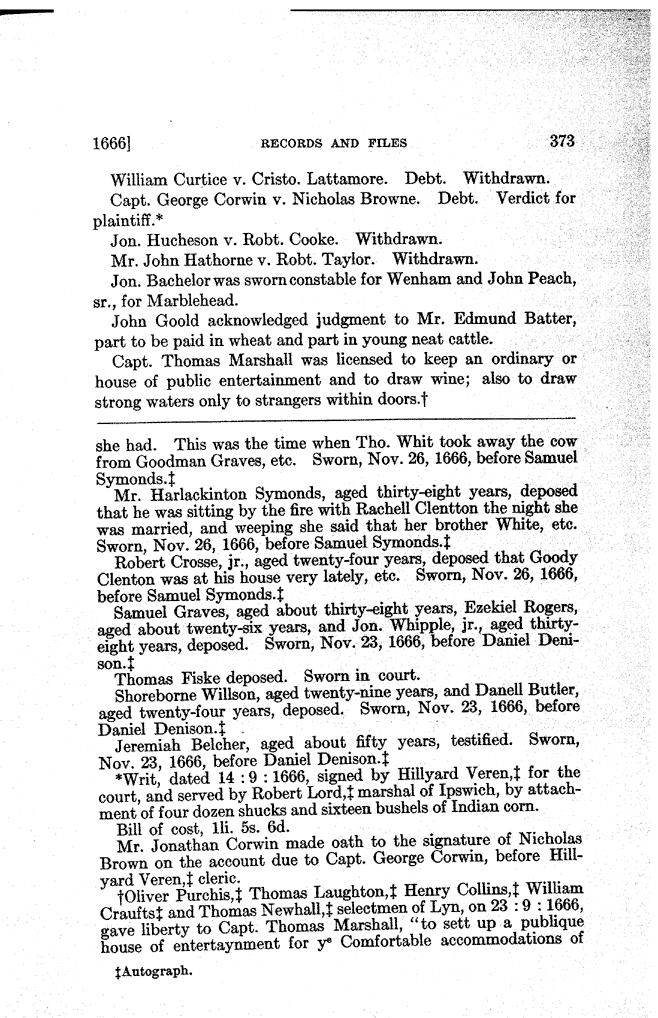 1666] RECORDS AND FILES 373
William Curtice v. Cristo. Lattamore. Debt. Withdrawn.
Capt. George Corwin v. Nicholas Browne. Debt. Verdict for
plaintiff.*
Jon. Hucheson v. Robt. Cooke. Withdrawn.
Mr. John Hathorne v. Robt. Taylor. Withdrawn.
Jon. Bachelor was sworn constable for Wenham and John Peach,
sr., for Marblehead.
John Goold acknowledged judgment to Mr. Edmund Batter,
part to be paid in wheat and part in young neat cattle.
Capt. Thomas Marshall was licensed to keep an ordinary or
house of public entertainment and to draw wine; also to draw
strong waters only to strangers within doors.†
she had. This was the time when Tho. Whit took away the cow
from Goodman Graves, etc. Sworn, Nov. 26, 1666, before Samuel
Symonds.‡
Mr. Harlackinton Symonds, aged thirty-eight years, deposed
that he was sitting by the fire with Rachell Clentton the night she
was married, and weeping she said that her brother White, etc.
Sworn, Nov. 26, 1666, before Samuel Symonds.‡
Robert Crosse, jr., aged twenty-four years, deposed that Goody
Clenton was at his house very lately, etc. Sworn, Nov. 26, 1666,
before Samuel Symonds.‡
Samuel Graves, aged about thirty-eight years, Ezekiel Rogers,
aged about twenty-six years, and Jon. Whipple, jr., aged thirty-
eight years, deposed. Sworn, Nov. 23, 1666, before Daniel Deni-
son.‡
Thomas Fiske deposed. Sworn in court.
Shoreborne Willson, aged twenty-nine years, and Danell Butler,
aged twenty-four years, deposed. Sworn, Nov. 23, 1666, before
Daniel Denison.‡
Jeremiah Belcher, aged about fifty years, testified. Sworn,
Nov. 23, 1666, before Daniel Denison.‡
*Writ, dated 14 : 9 : 1666, signed by Hillyard Veren,‡ for the
court, and served by Robert Lord,‡ marshal of Ipswich, by attach-
ment of four dozen shucks and sixteen bushels of Indian corn.
Bill of cost, 1li. 5s. 6d.
Mr. Jonathan Corwin made oath to the signature of Nicholas
Brown on the account due to Capt. George Corwin, before Hill-
yard Veren,‡ cleric.
†Oliver Purchis,‡ Thomas Laughton,‡ Henry Collins,‡ William
Craufts‡ and Thomas Newhall,‡ selectmen of Lyn, on 23 : 9 : 1666,
gave liberty to Capt. Thomas Marshall, "to sett up a publique
house of entertaynment for yᵉ Comfortable accommodations of
‡Autograph.